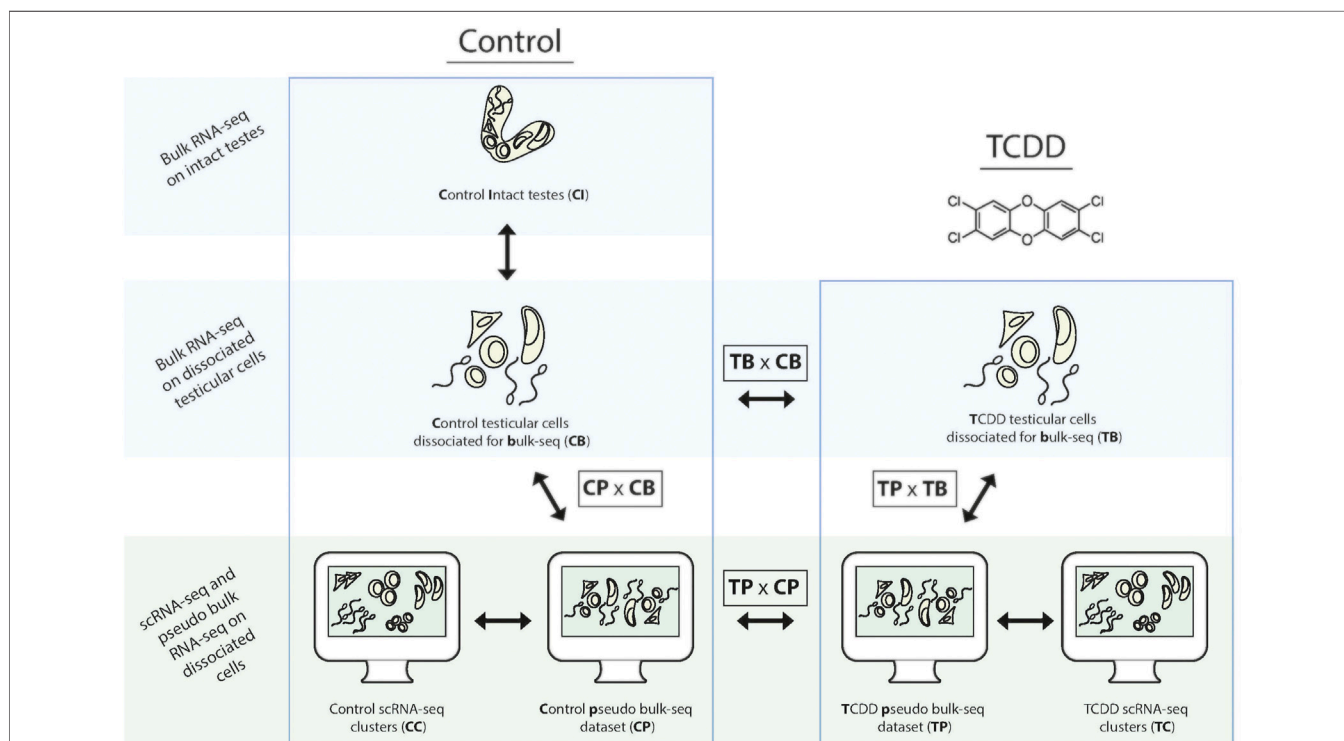 Control
Bulk RNA-seq
on intact testes
Control Intact testes (CI)
TCDD
Cl
O
Cl
Cl
O
Cl
Bulk RNA-seq
on dissociated
testicular cells
Control testicular cells
dissociated for bulk-seq (CB)
TB x CB
TCDD testicular cells
dissociated for bulk-seq (TB)
CP x CB
TP x TB
scRNA-seq and
pseudo bulk
RNA-seq on
dissociated
cells
TP x CP
Control scRNA-seq
clusters (CC)
Control pseudo bulk-seq
dataset (CP)
TCDD pseudo bulk-seq
dataset (TP)
TCDD scRNA-seq
clusters (TC)